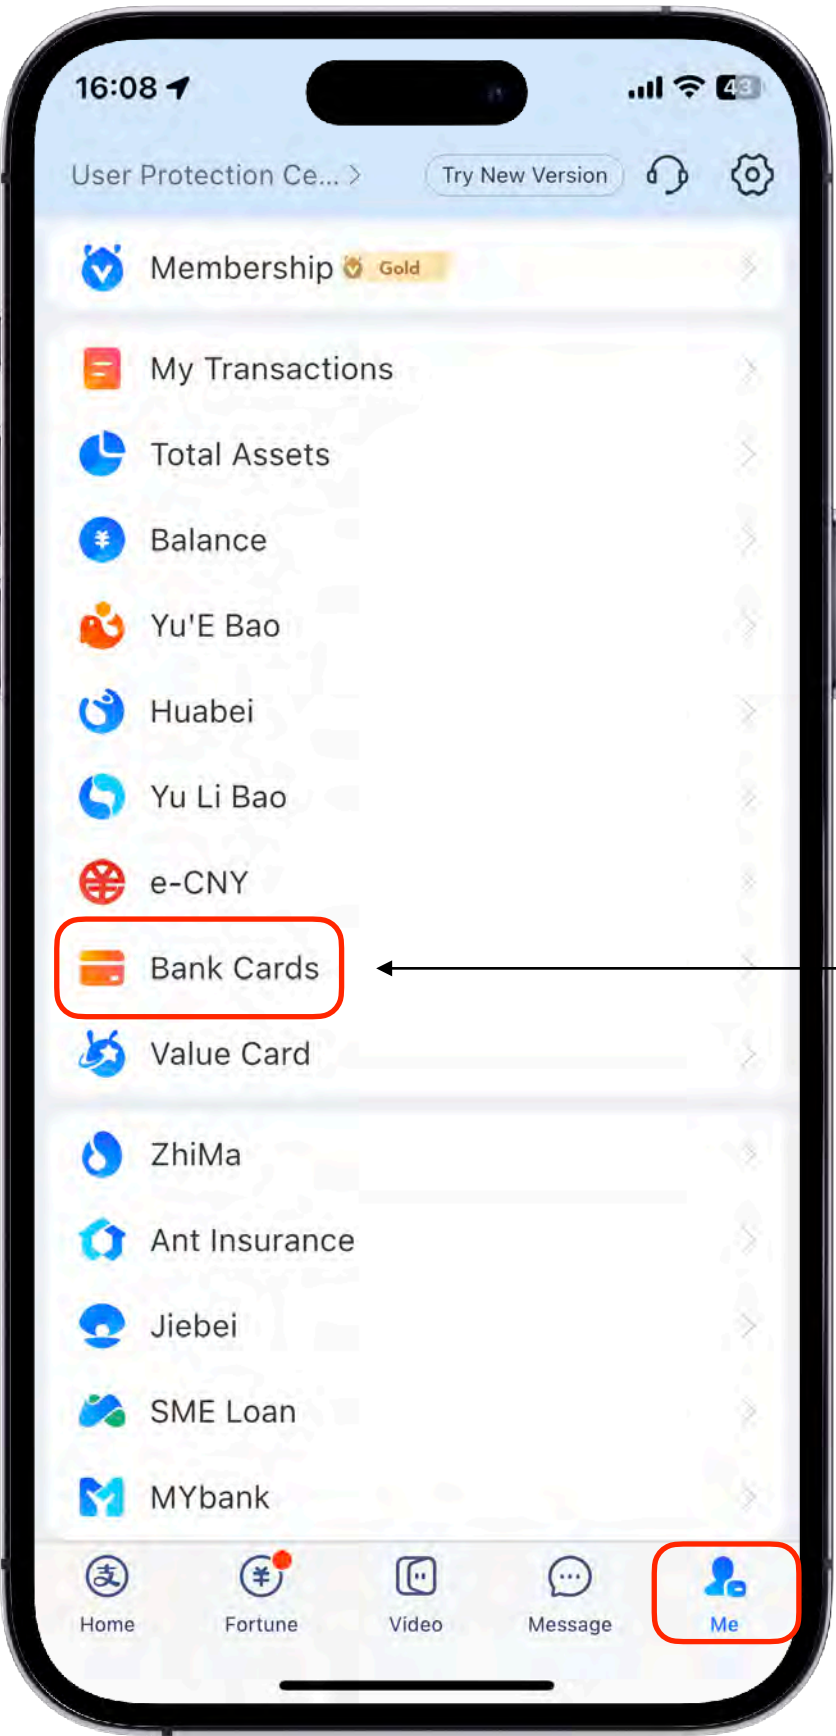 16:08
43
User Protection Ce...
Try New Version
Membership
Gold
My Transactions
Total Assets
¥
Balance
Yu'E Bao
Huabei
Yu Li Bao
e-CNY
Bank Cards
Value Card
ZhiMa
Ant Insurance
Jiebei
SME Loan
MYbank
支
¥
Home
Fortune
Video
Message
Me